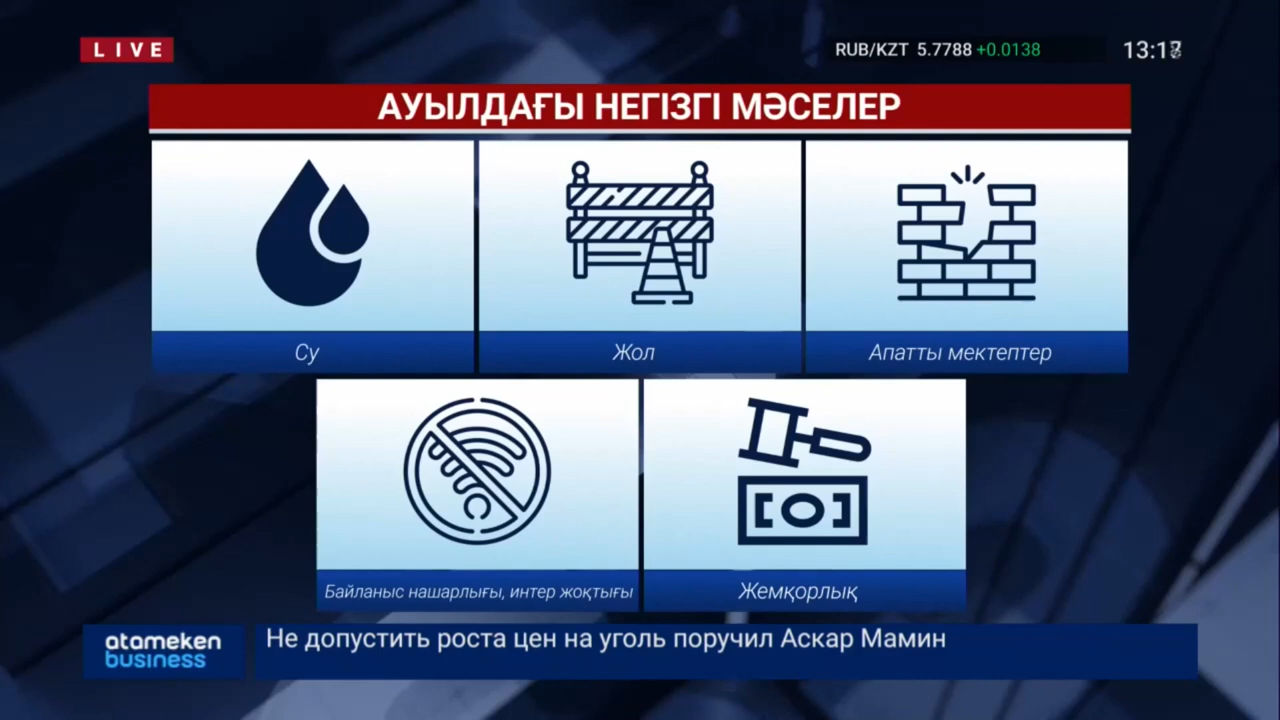 LIVE
RUB/KZT 5.7788 +0.0138
АУЫЛДАҒЫ НЕГІЗГІ МӘСЕЛЕР
Су
Жол
Апатты мектептер
Байланыс нашарлығы, интер жоқтығы
Жемқорлық
atameken
business
Не допустить роста цен на уголь поручил Аскар Мамин